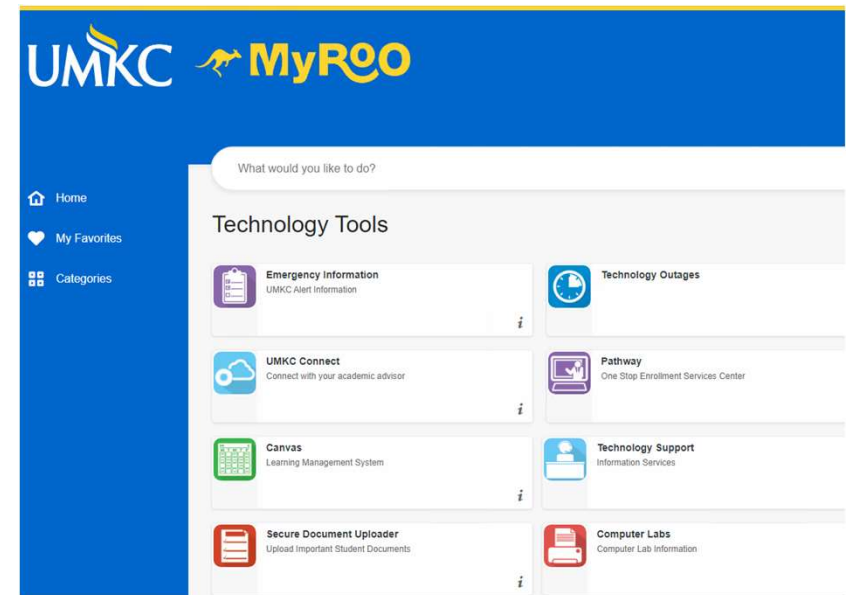 UMKC MyRoo
What would you like to do?
Home
My Favorites
Categories
Technology Tools
Emergency Information
UMKC Alert Information
i
Technology Outages
UMKC Connect
Connect with your academic advisor
i
Pathway
One Stop Enrollment Services Center
Canvas
Learning Management System
i
Technology Support
Information Services
Secure Document Uploader
Upload Important Student Documents
i
Computer Labs
Computer Lab Information